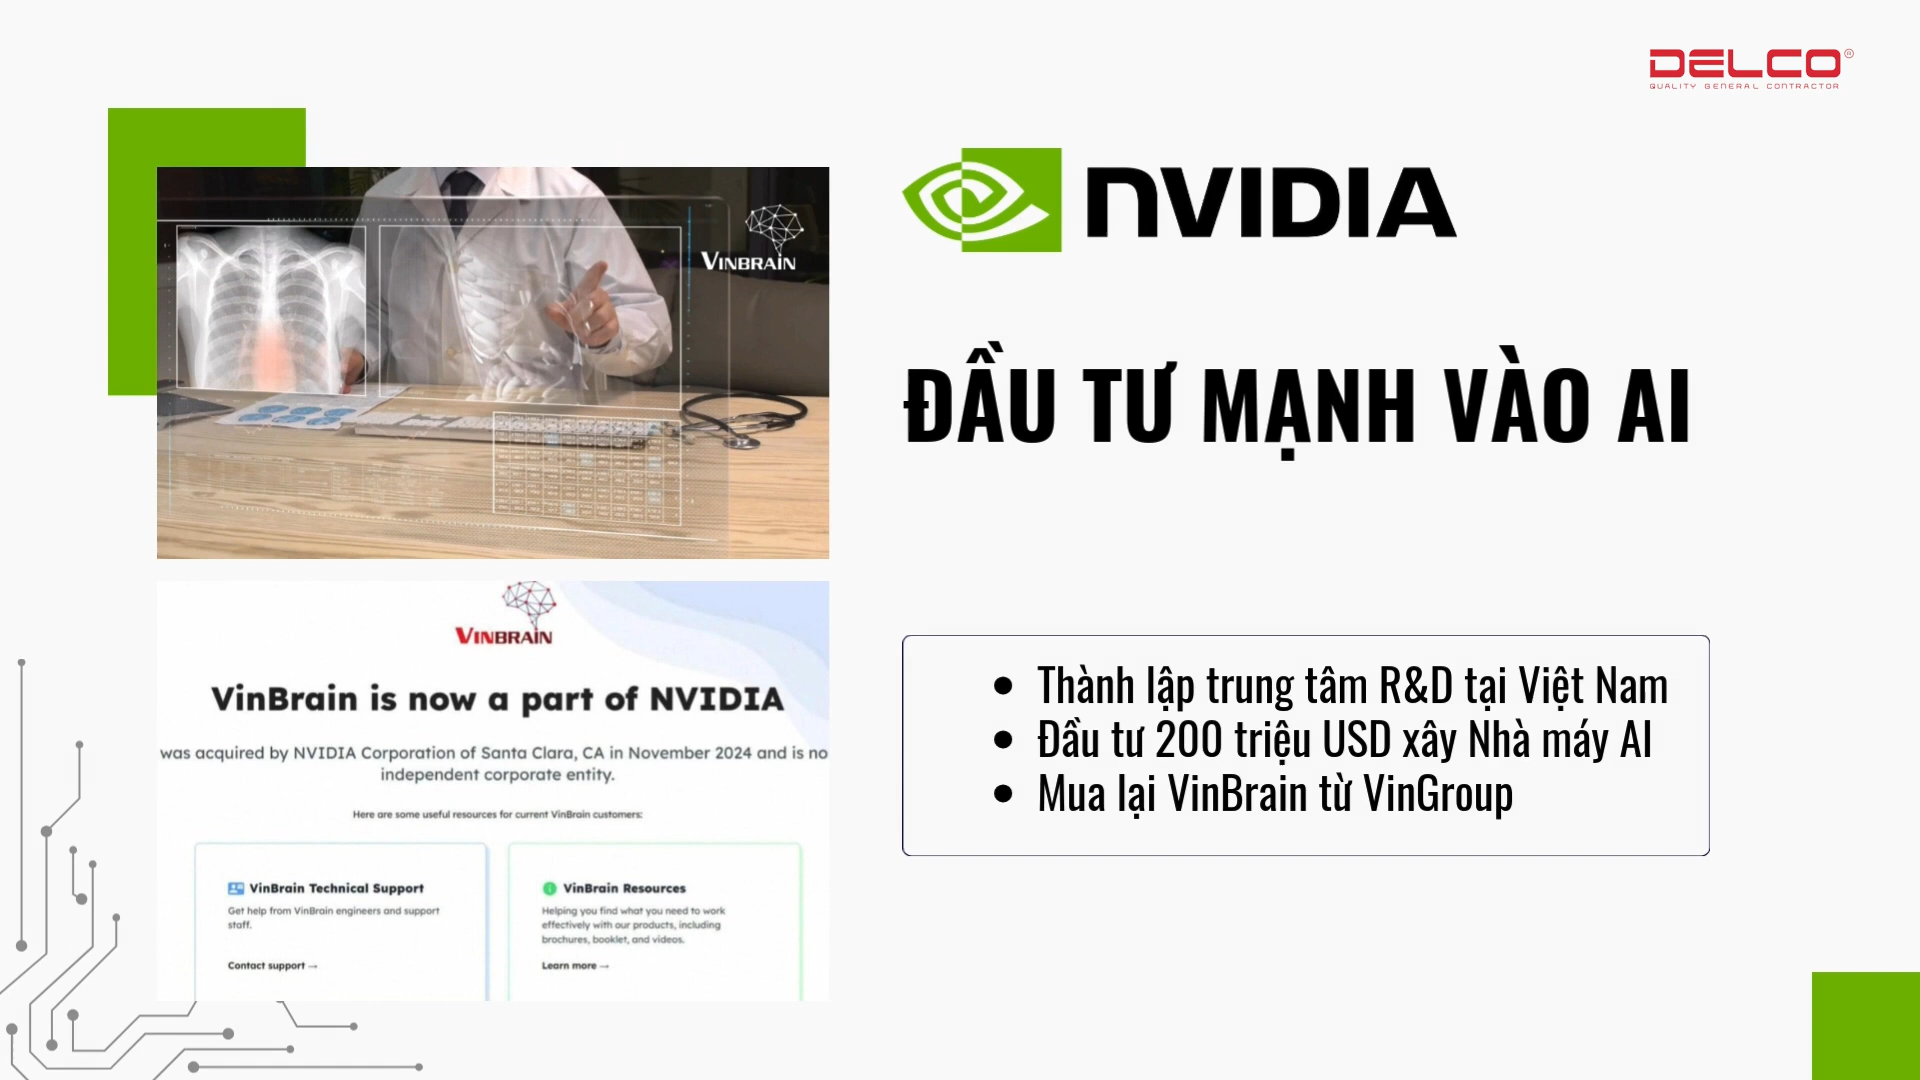 DELCO®
QUALITY GENERAL CONTRACTOR
VINBRAIN
NVIDIA
ĐẦU TƯ MẠNH VÀO AI
VINBRAIN
VinBrain is now a part of NVIDIA
was acquired by NVIDIA Corporation of Santa Clara, CA in November 2024 and is no
independent corporate entity.
Here are some useful resources for current VinBrain customers:
VinBrain Technical Support
Get help from VinBrain engineers and support
staff.
Contact support →
VinBrain Resources
Helping you find what you need to work
effectively with our products, including
brochures, booklet, and videos.
Learn more →
• Thành lập trung tâm R&D tại Việt Nam
• Đầu tư 200 triệu USD xây Nhà máy AI
• Mua lại VinBrain từ VinGroup